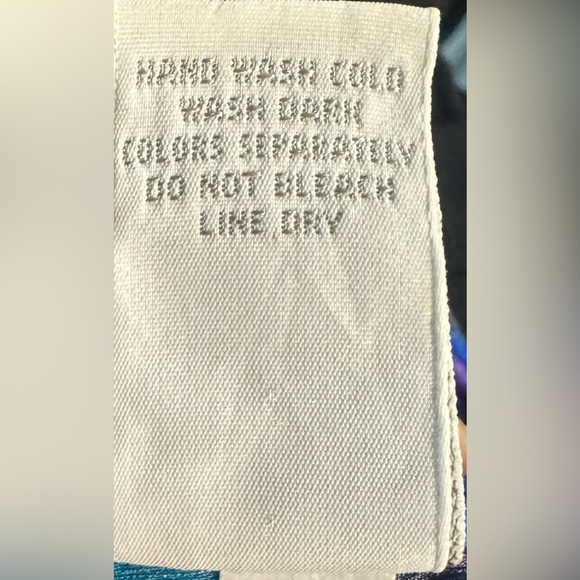 HAND WASH COLD
WASH DARK
COLORS SEPARATELY
DO NOT BLEACH
LINE DRY